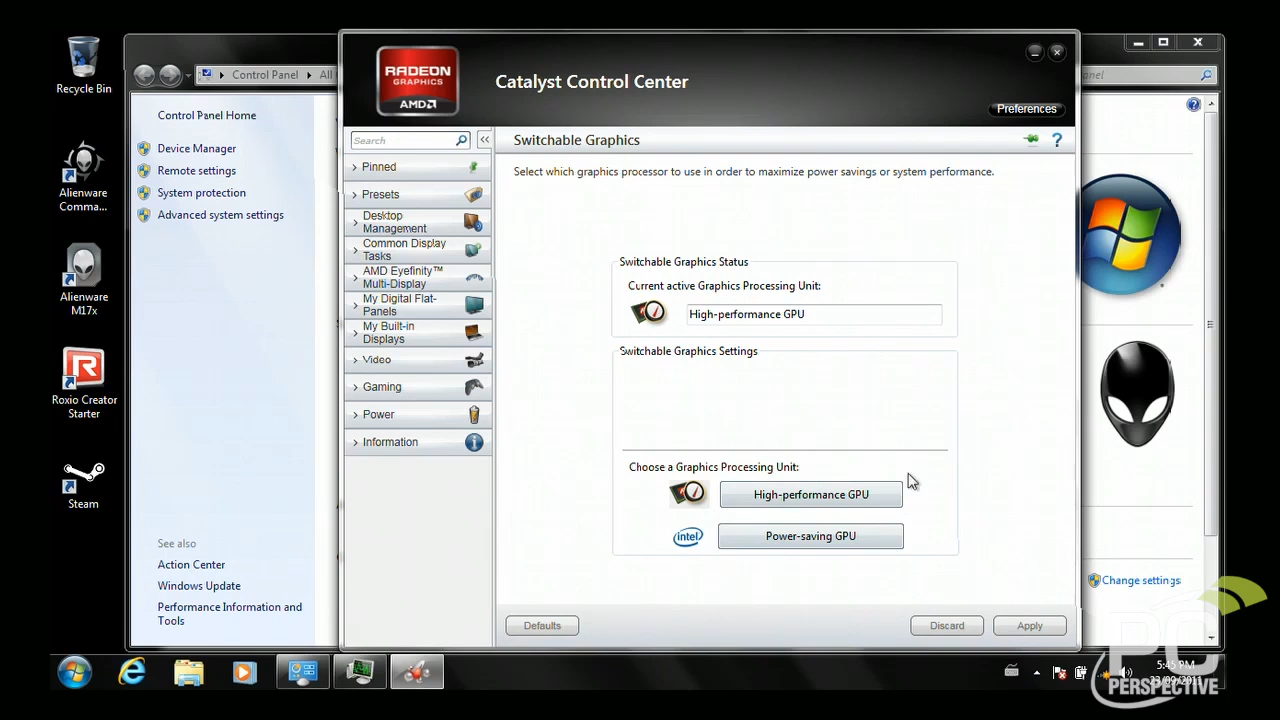 Recycle Bin
Alienware
Comma...
Alienware
M17x
Roxio Creator
Starter
Steam
Control Panel
All
Control Panel Home
Device Manager
Remote settings
System protection
Advanced system settings
See also
Action Center
Windows Update
Performance Information and
Tools
RADEON
GRAPHICS
AMD
Catalyst Control Center
Preferences
Search
<<
Switchable Graphics
?
Pinned
Presets
Desktop
Management
Common Display
Tasks
AMD Eyefinity™
Multi-Display
My Digital Flat-
Panels
My Built-in
Displays
Video
Gaming
Power
Information
Select which graphics processor to use in order to maximize power savings or system performance.
Switchable Graphics Status
Current active Graphics Processing Unit:
High-performance GPU
Switchable Graphics Settings
Choose a Graphics Processing Unit:
High-performance GPU
intel
Power-saving GPU
Defaults
Discard
Apply
?
Change settings
5:45 PM
PC
PERSPECTIVE